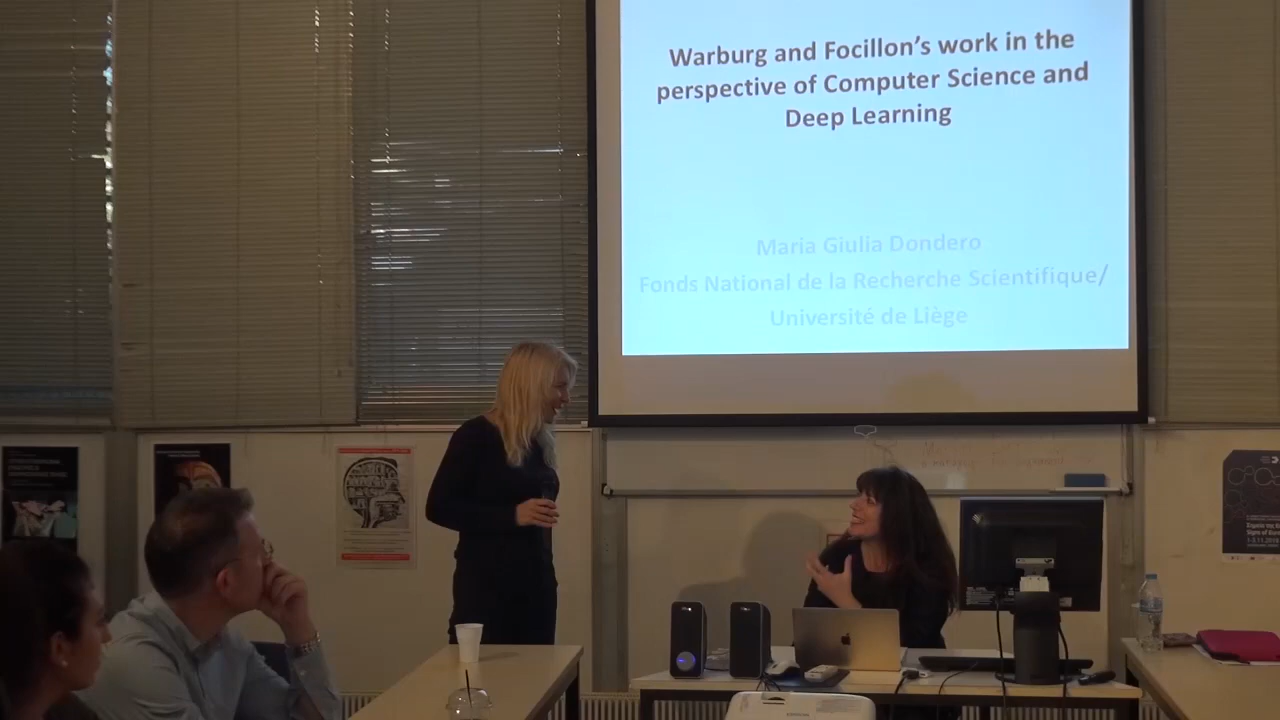 Warburg and Focillon's work in the
perspective of Computer Science and
Deep Learning
Maria Giulia Dondero
Fonds National de la Recherche Scientifique/
Université de Liège